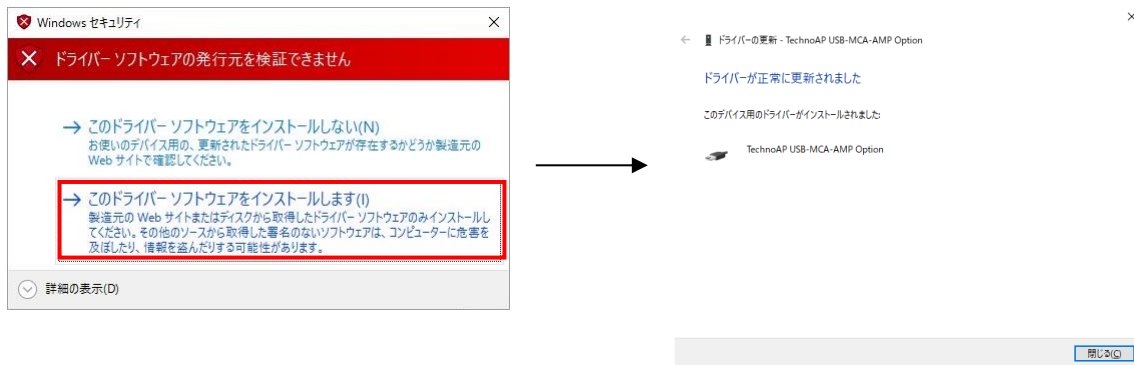 Windows セキュリティ
ドライバー ソフトウェアの発行元を検証できません
このドライバー ソフトウェアをインストールしない(N)
お使いのデバイス用の、更新されたドライバー ソフトウェアが存在するかどうか製造元の
Web サイトで確認してください。
このドライバー ソフトウェアをインストールします(I)
製造元の Web サイトまたはディスクから取得したドライバー ソフトウェアのみインストールし
てください。その他のソースから取得した署名のないソフトウェアは、コンピューターに危害を
及ぼしたり、情報を盗んだりする可能性があります。
詳細の表示(D)
ドライバーの更新 - TechnoAP USB-MCA-AMP Option
ドライバーが正常に更新されました
このデバイス用のドライバーがインストールされました:
TechnoAP USB-MCA-AMP Option
閉じる(C)